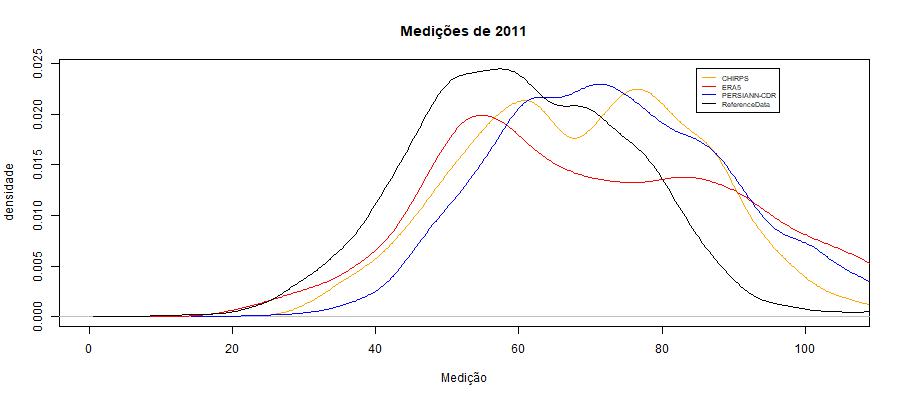 Medições de 2011
CHIRPS
ERA5
PERSIANN-CDR
ReferenceData
densidade
0.025
0.020
0.015
0.010
0.005
0.000
0 20 40 60 80 100
Medição